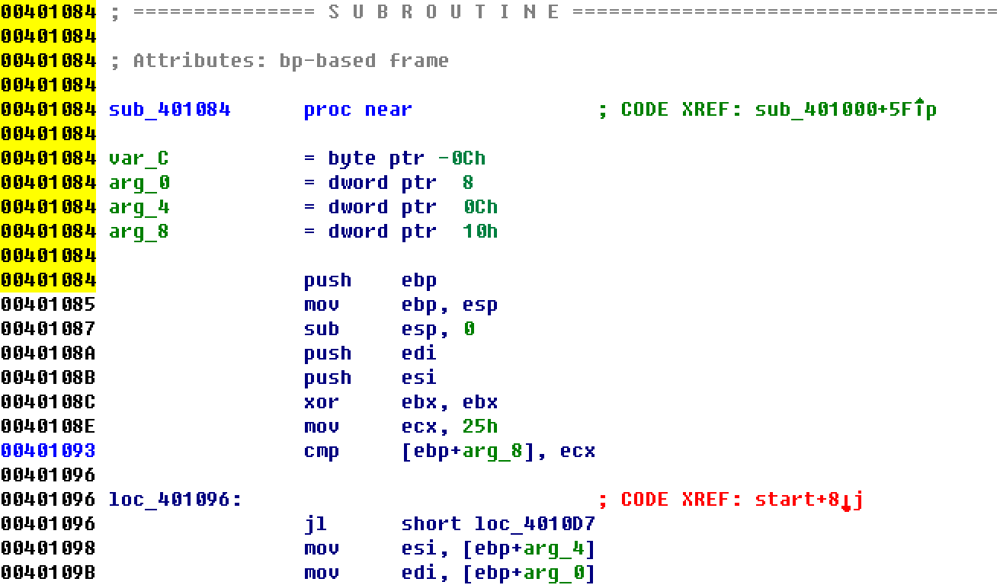 00401084 ; =============== S U B R O U T I N E ===================================
00401084
00401084 ; Attributes: bp-based frame
00401084
00401084 sub_401084      proc near               ; CODE XREF: sub_401000+5F↑p
00401084
00401084 var_C           = byte ptr -0Ch
00401084 arg_0           = dword ptr  8
00401084 arg_4           = dword ptr  0Ch
00401084 arg_8           = dword ptr  10h
00401084
00401084                 push    ebp
00401085                 mov     ebp, esp
00401087                 sub     esp, 0
0040108A                 push    edi
0040108B                 push    esi
0040108C                 xor     ebx, ebx
0040108E                 mov     ecx, 25h
00401093                 cmp     [ebp+arg_8], ecx
00401096
00401096 loc_401096:                             ; CODE XREF: start+8↓j
00401096                 jl      short loc_4010D7
00401098                 mov     esi, [ebp+arg_4]
0040109B                 mov     edi, [ebp+arg_0]